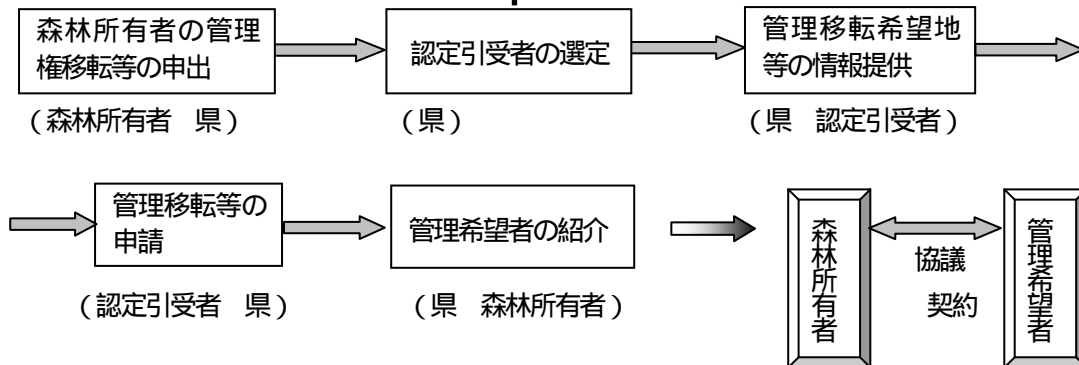 森林所有者の管理
権移転等の申出
認定引受者の選定
管理移転希望地
等の情報提供
（森林所有者　県）
（県）
（県　認定引受者）
管理移転等の
申請
管理希望者の紹介
（認定引受者　県）
（県　森林所有者）
森林所有者
協議
契約
管理希望者